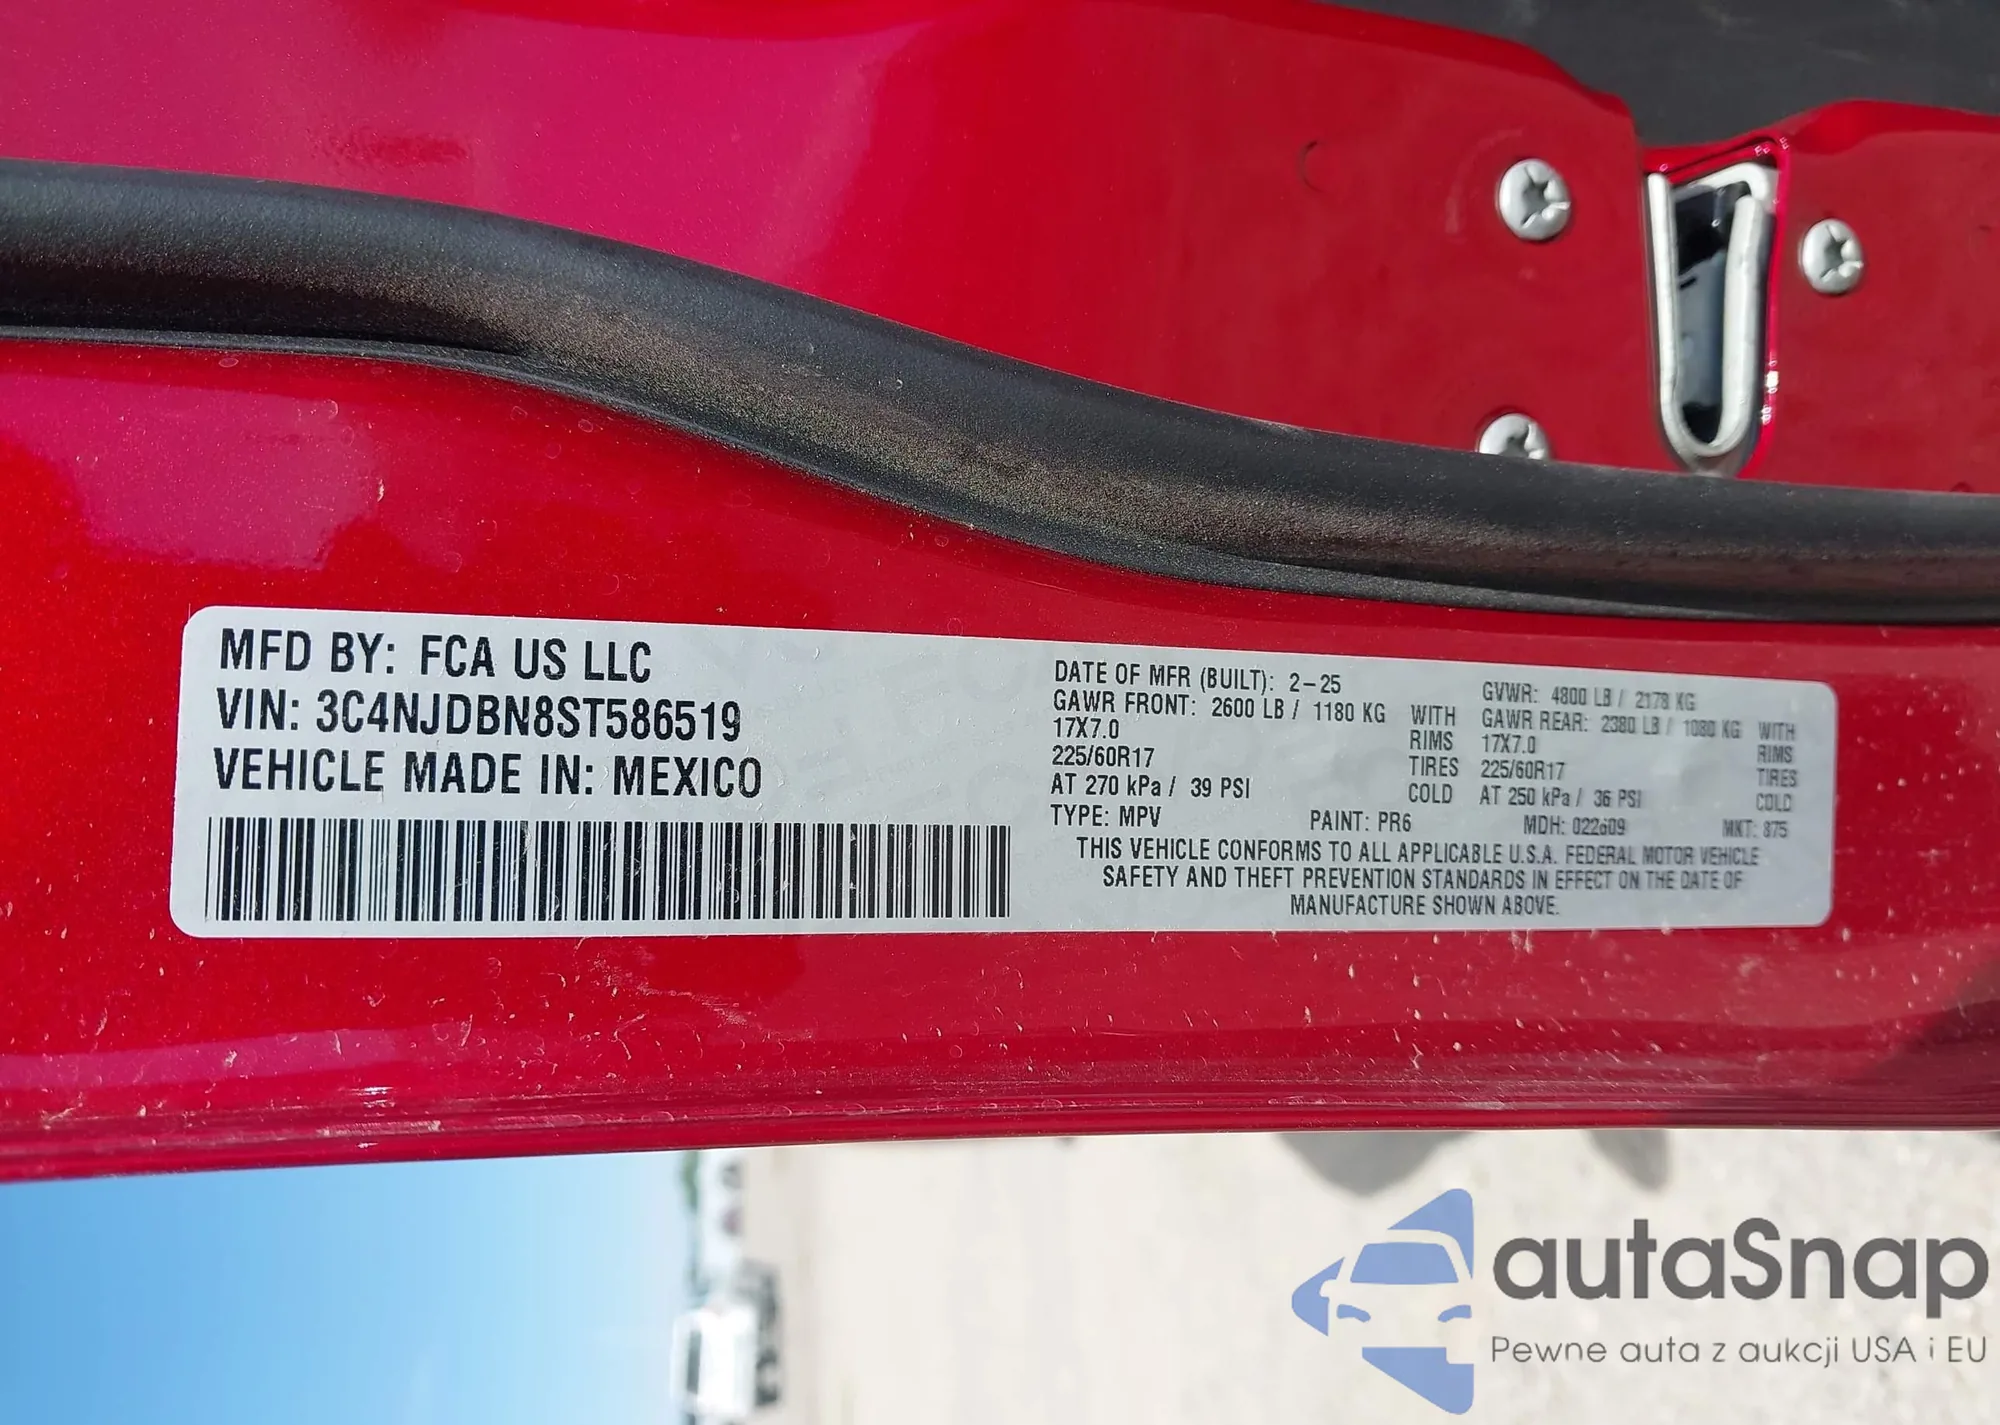 MFD BY: FCA US LLC
VIN: 3C4NJDBN8ST586519
VEHICLE MADE IN: MEXICO
DATE OF MFR (BUILT): 2-25
GAWR FRONT: 2600 LB / 1180 KG WITH
17X7.0 RIMS
225/60R17 TIRES
AT 270 kPa / 39 PSI COLD
GVWR: 4800 LB / 2178 KG
GAWR REAR: 2380 LB / 1080 KG WITH
17X7.0 RIMS
225/60R17 TIRES
AT 250 kPa / 36 PSI COLD
TYPE: MPV PAINT: PR6 MDH: 022609 MKT: 875
THIS VEHICLE CONFORMS TO ALL APPLICABLE U.S.A. FEDERAL MOTOR VEHICLE
SAFETY AND THEFT PREVENTION STANDARDS IN EFFECT ON THE DATE OF
MANUFACTURE SHOWN ABOVE.
autaSnap
Pewne auta z aukcji USA i EU